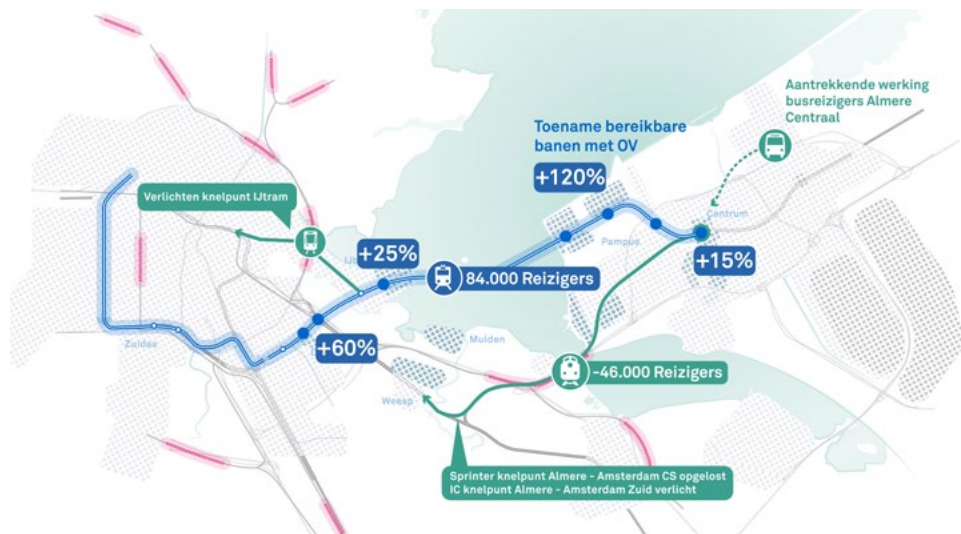 Aantrekkende werking
busreizigers Almere
Centraal
Toename bereikbare
banen met OV
+120%
Verlichten knelpunt IJtram
Centrum
Pampus
+25%
+15%
84.000 Reizigers
Zuidas
+60%
Muiden
-46.000 Reizigers
Weesp
Sprinter knelpunt Almere - Amsterdam CS opgelost
IC knelpunt Almere - Amsterdam Zuid verlicht